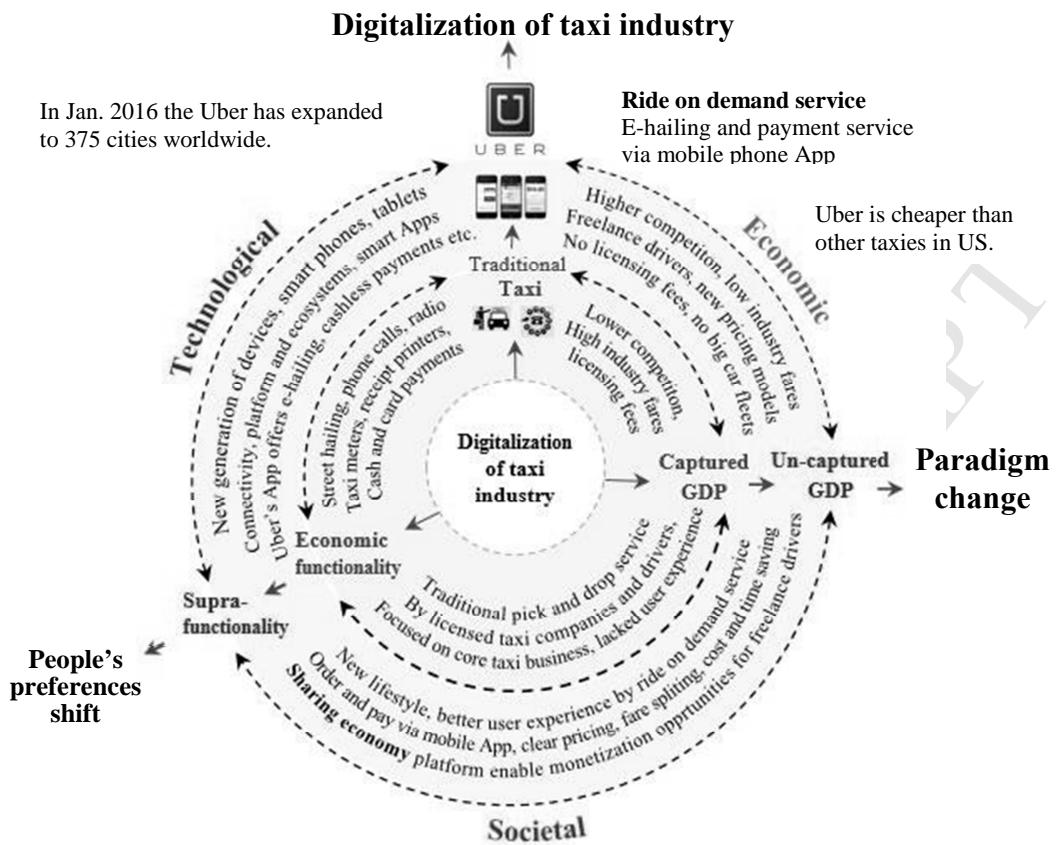 Digitalization of taxi industry
In Jan. 2016 the Uber has expanded
to 375 cities worldwide.
Ride on demand service
E-hailing and payment service
via mobile phone App
U
UBER
Uber is cheaper than
other taxies in US.
Technological
Economic
New generation of devices, smart phones, tablets
Connectivity, platform and ecosystems, smart Apps
Uber's App offers e-hailing, cashless payments etc.
Higher competiton, low industry fares
Freelance drivers, new pricing models
No licensing fees, no big car fleets
Traditional
Taxi
Street hailing, phone calls, radio
Taxi meters, receipt printers,
Cash and card payments
Lower competition,
High industry fares
licensing fees
Digitalization
of taxi
industry
Captured
GDP
Un-captured
GDP
Paradigm
change
Economic
functionality
Supra-
functionality
People's
preferences
shift
Traditional pick and drop service
By licensed taxi companies and drivers,
Focused on core taxi business, lacked user experience
New lifestyle, better user experience by ride on demand service
Order and pay via mobile App, clear pricing, fare spliting, cost and time saving
Sharing economy platform enable monetization opprtunities for freelance drivers
Societal